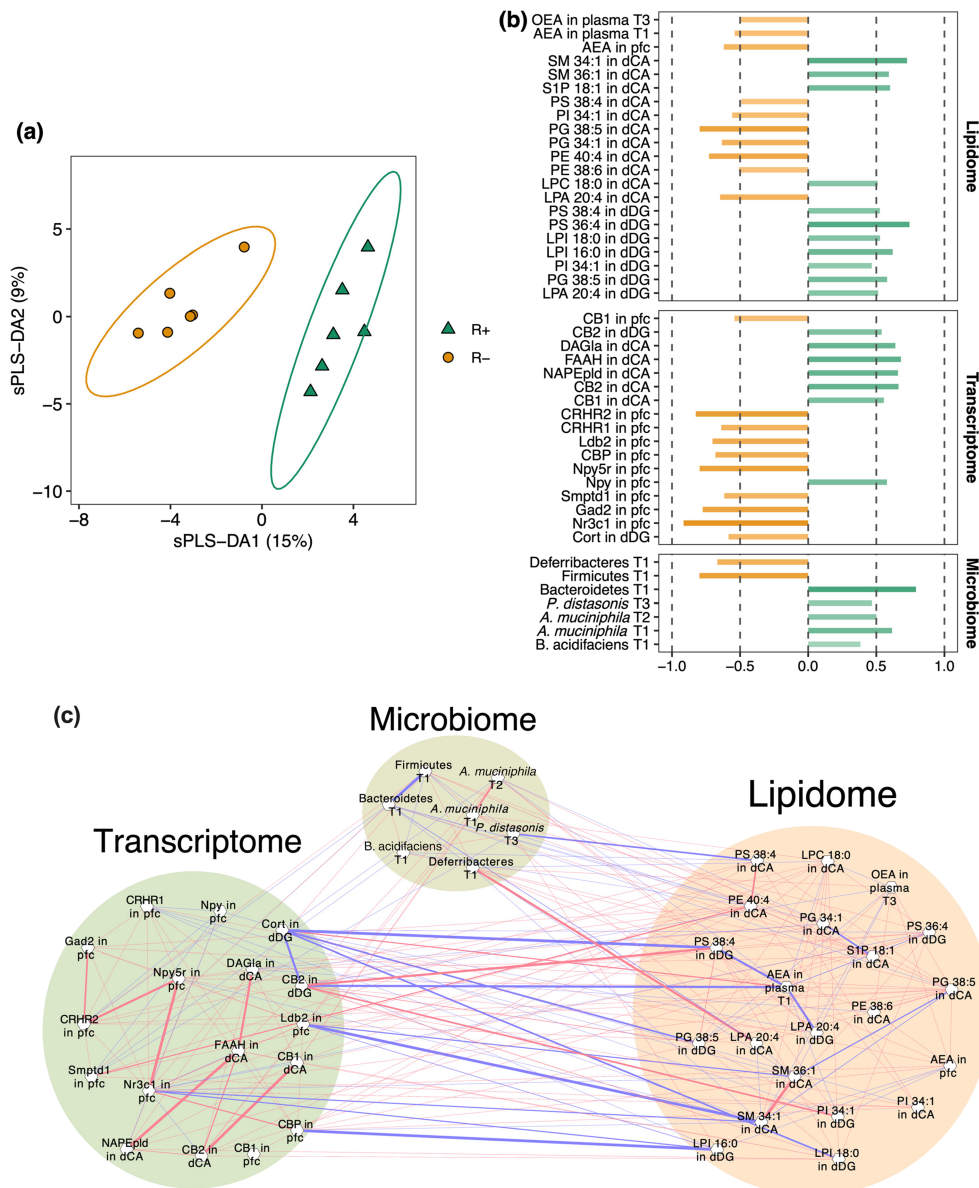 (a)
5
0
−5
−10
−8
−4
0
4
sPLS−DA2 (9%)
sPLS−DA1 (15%)
R+
R−
(b)
OEA in plasma T3
AEA in plasma T1
AEA in pfc
SM 34:1 in dCA
SM 36:1 in dCA
S1P 18:1 in dCA
PS 38:4 in dCA
PI 34:1 in dCA
PG 38:5 in dCA
PG 34:1 in dCA
PE 40:4 in dCA
PE 38:6 in dCA
LPC 18:0 in dCA
LPA 20:4 in dCA
PS 38:4 in dDG
PS 36:4 in dDG
LPI 18:0 in dDG
LPI 16:0 in dDG
PI 34:1 in dDG
PG 38:5 in dDG
LPA 20:4 in dDG
Lipidome
CB1 in pfc
CB2 in dDG
DAGla in dCA
FAAH in dCA
NAPEpld in dCA
CB2 in dCA
CB1 in dCA
CRHR2 in pfc
CRHR1 in pfc
Ldb2 in pfc
CBP in pfc
Npy5r in pfc
Npy in pfc
Smptd1 in pfc
Gad2 in pfc
Nr3c1 in pfc
Cort in dDG
Transcriptome
Deferribacteres T1
Firmicutes T1
Bacteroidetes T1
P. distasonis T3
A. muciniphila T2
A. muciniphila T1
B. acidifaciens T1
Microbiome
−1.0
−0.5
0.0
0.5
1.0
(c)
Microbiome
Firmicutes
T1
A. muciniphila
T2
Bacteroidetes
T1
A. muciniphila
T1
P. distasonis
T3
B. acidifaciens
T1
Deferribacteres
T1
Transcriptome
CRHR1
in pfc
Npy in
pfc
Cort in
dDG
Gad2 in
pfc
Npy5r in
pfc
DAGla in
dCA
CB2 in
dDG
CRHR2
in pfc
Ldb2 in
pfc
FAAH in
dCA
CB1 in
dCA
Smptd1
in pfc
Nr3c1 in
pfc
CBP in
pfc
NAPEpld
in dCA
CB2 in
dCA
CB1 in
pfc
Lipidome
PS 38:4
in dCA
LPC 18:0
in dCA
OEA in
plasma
T3
PE 40:4
in dCA
PG 34:1
in dCA
PS 36:4
in dDG
PS 38:4
in dDG
S1P 18:1
in dCA
AEA in
plasma
T1
PG 38:5
in dCA
PE 38:6
in dCA
LPA 20:4
in dDG
PG 38:5
in dDG
LPA 20:4
in dCA
SM 36:1
in dCA
AEA in
pfc
SM 34:1
in dCA
PI 34:1
in dDG
PI 34:1
in dCA
LPI 16:0
in dDG
LPI 18:0
in dDG